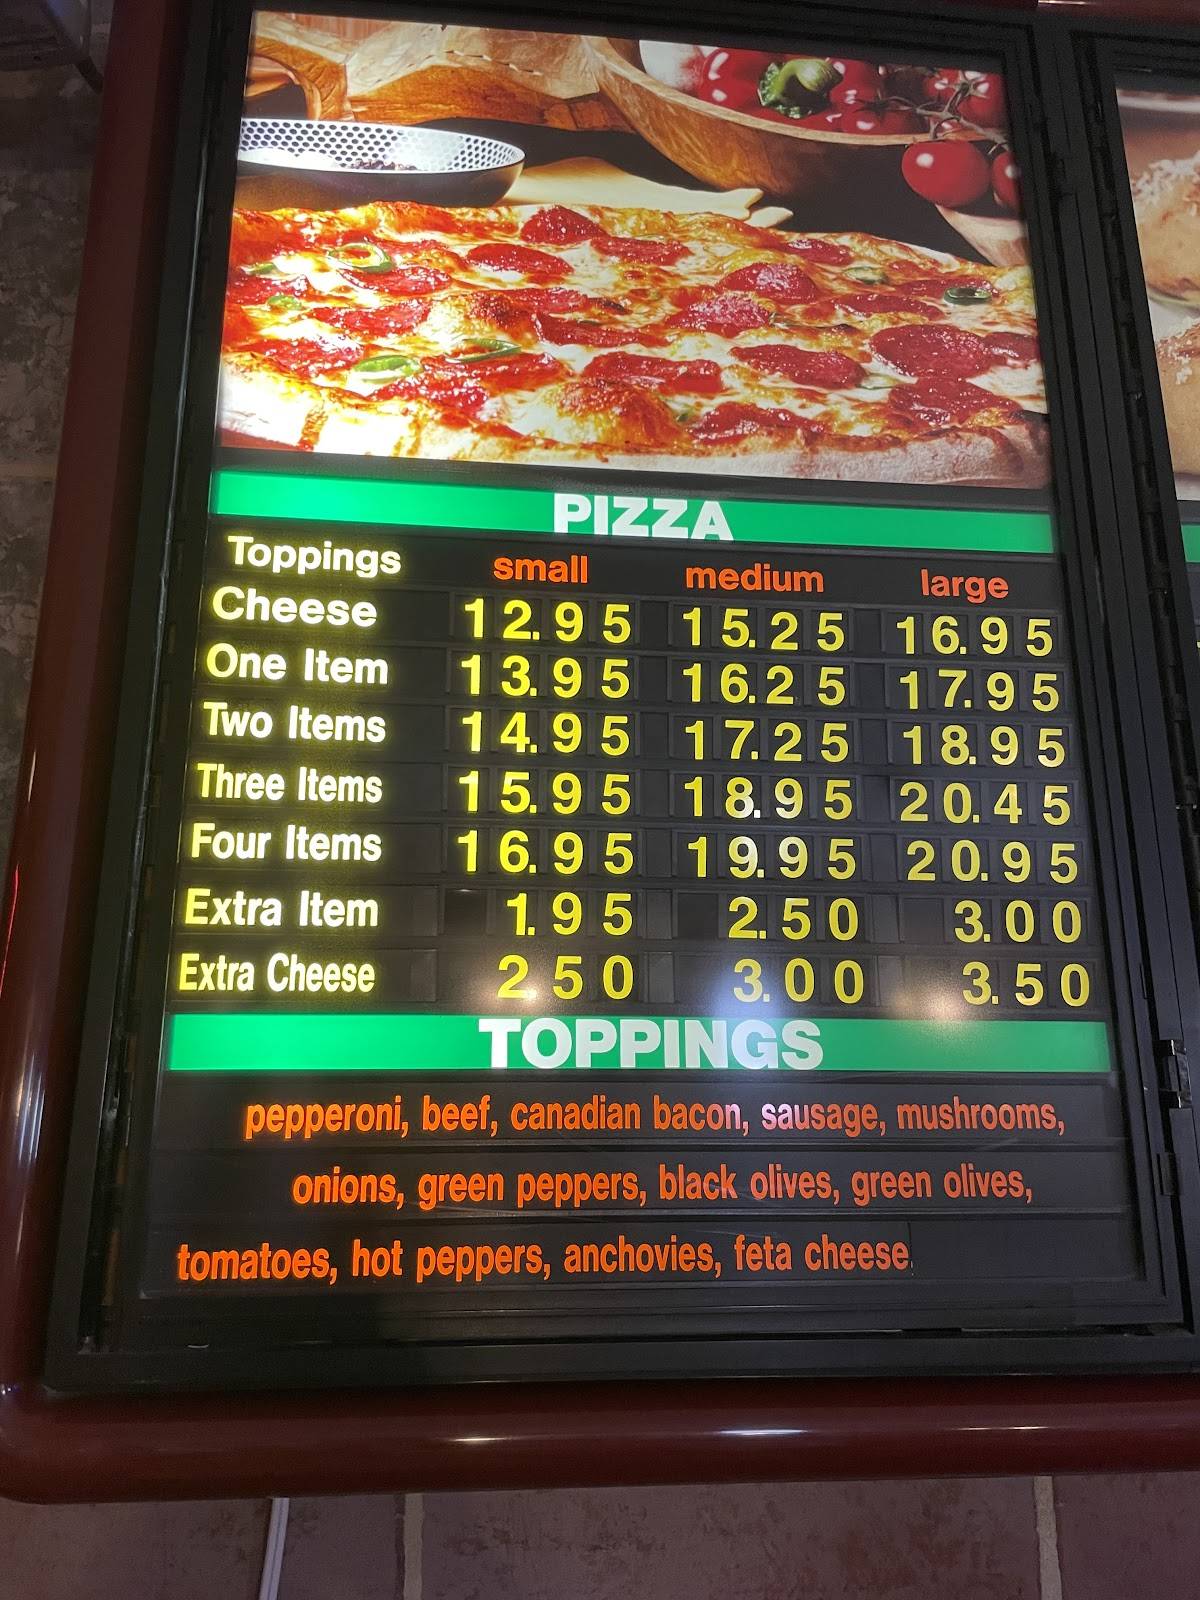 PIZZA
Toppings small medium large
Cheese 12.95 15.25 16.95
One Item 13.95 16.25 17.95
Two Items 14.95 17.25 18.95
Three Items 15.95 18.95 20.45
Four Items 16.95 19.95 20.95
Extra Item 1.95 2.50 3.00
Extra Cheese 2.50 3.00 3.50
TOPPINGS
pepperoni, beef, canadian bacon, sausage, mushrooms,
onions, green peppers, black olives, green olives,
tomatoes, hot peppers, anchovies, feta cheese.